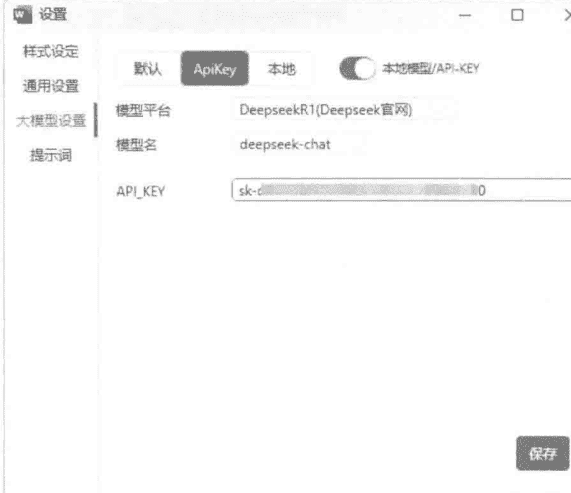 设置
样式设定
通用设置
大模型设置
提示词
默认 ApiKey 本地 本地模型/API-KEY
模型平台 DeepseekR1(Deepseek官网)
模型名 deepseek-chat
API_KEY sk- 0
保存